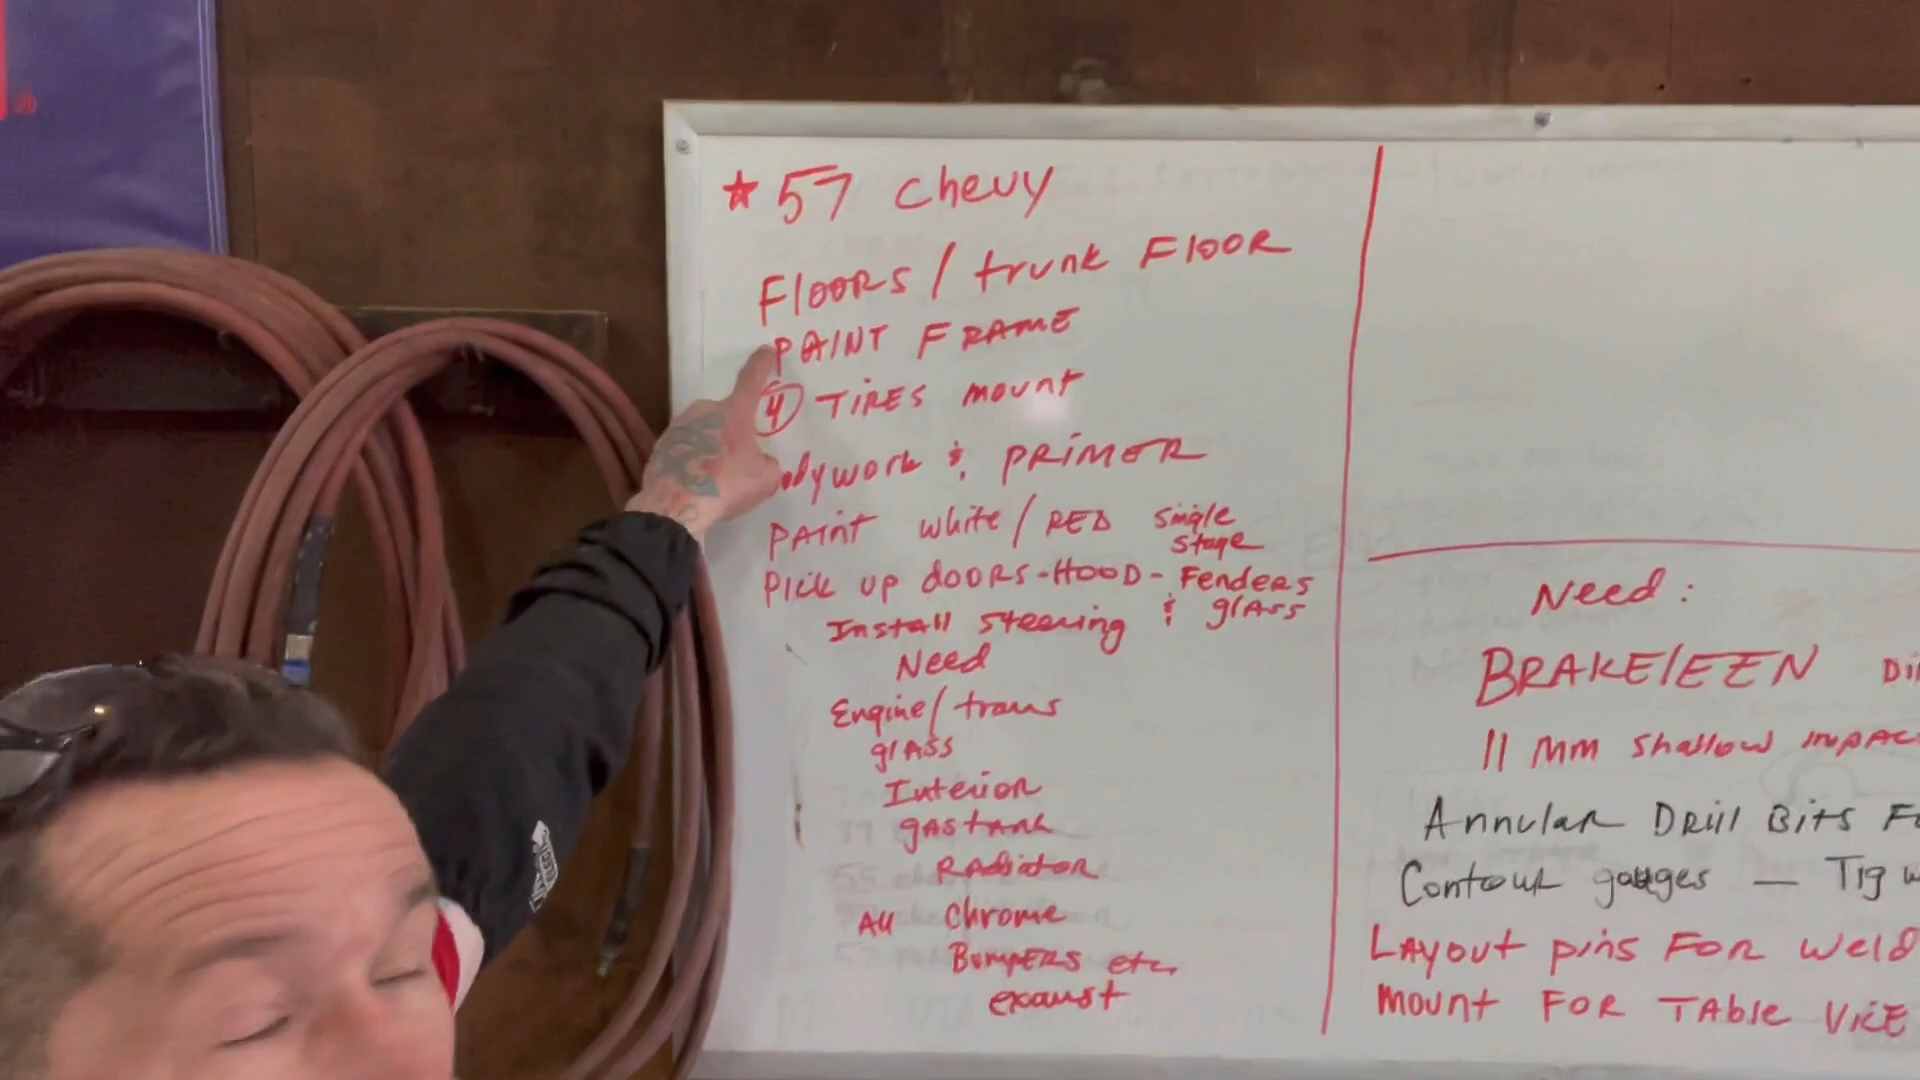 ★ 57 Chevy
Floors / trunk Floor
PAINT FRAME
4 TIRES mount
odywork & PRIMER
PAINT white / RED single stage
Pick up doors - HOOD - Fenders & glass
Install steering
Need
Engine / trans
glass
Interior
gas tank
Radiator
All Chrome
Bumpers etc.
exaust
Need:
BRAKElEEN
11 mm shallow impac
Annular Drill Bits F
Contour gauges — Tig w
Layout pins For weld
mount FOR TABle VICE